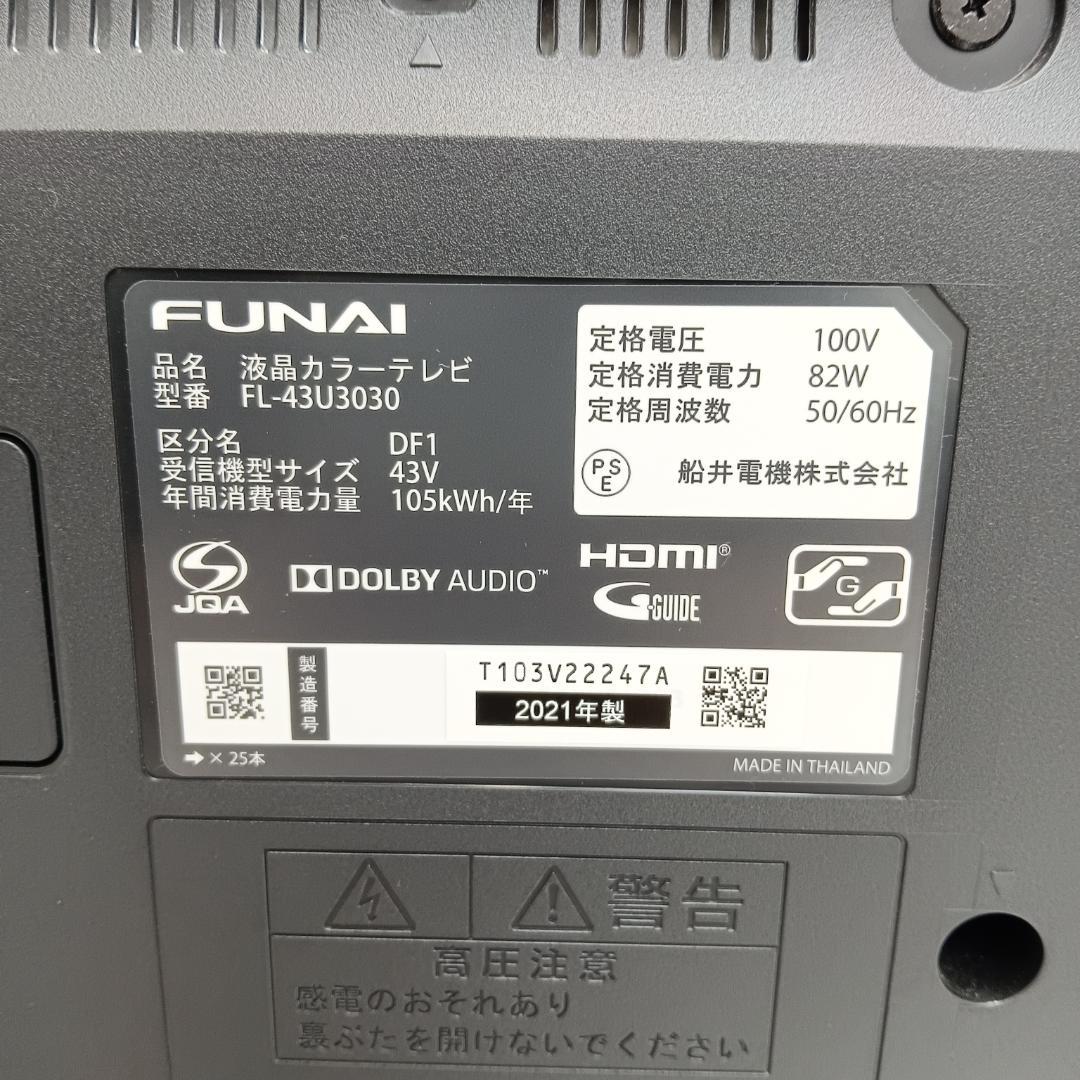 FUNAI
品名 液晶カラーテレビ
型番 FL-43U3030
区分名 DF1
受信機型サイズ 43V
年間消費電力量 105kWh/年
定格電圧 100V
定格消費電力 82W
定格周波数 50/60Hz
PSE 船井電機株式会社
JQA
DOLBY AUDIO™
HDMI®
G-GUIDE
G
製造番号
T103V22247A
2021年製
➔× 25本
MADE IN THAILAND
警告
高圧注意
感電のおそれあり
裏ぶたを開けないでください